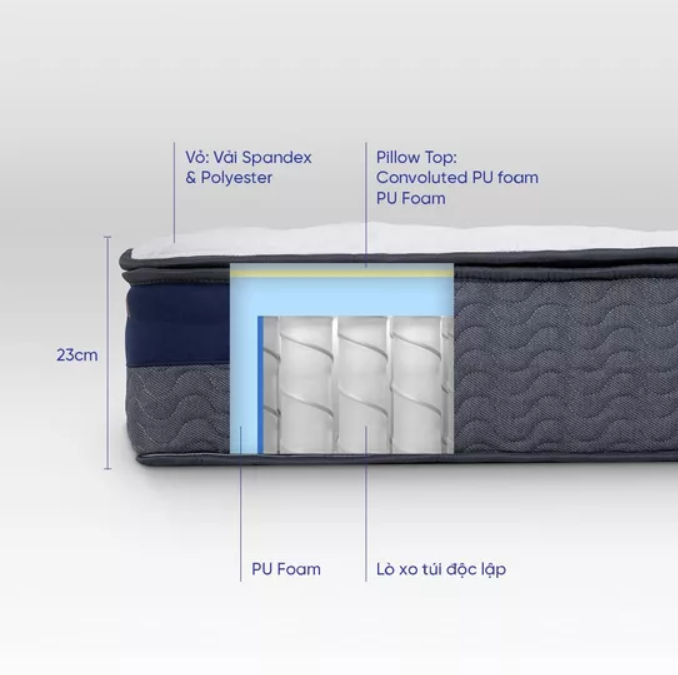 Vỏ: Vải Spandex
& Polyester
Pillow Top:
Convoluted PU foam
PU Foam
23cm
PU Foam
Lò xo túi độc lập